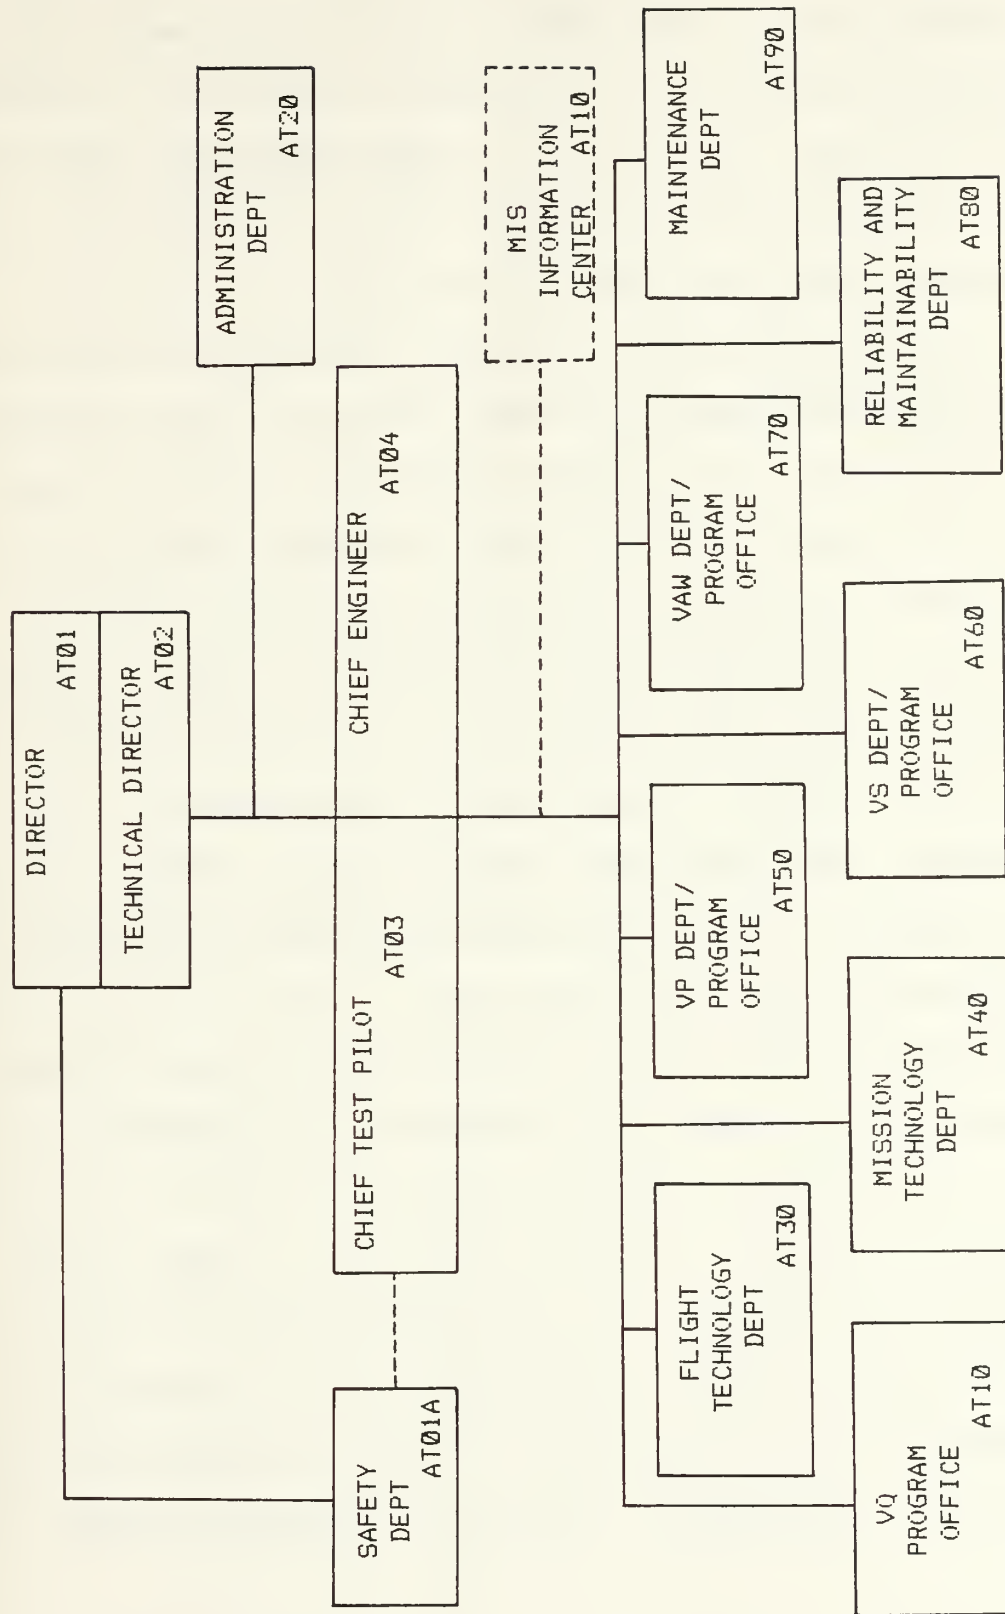 DIRECTOR
AT01
TECHNICAL DIRECTOR
AT02
ADMINISTRATION
DEPT
AT20
SAFETY
DEPT
AT01A
CHIEF TEST PILOT
AT03
CHIEF ENGINEER
AT04
MIS
INFORMATION
CENTER AT10
FLIGHT
TECHNOLOGY
DEPT
AT30
VP DEPT/
PROGRAM
OFFICE
AT50
VAW DEPT/
PROGRAM
OFFICE
AT70
MAINTENANCE
DEPT
AT90
VQ
PROGRAM
OFFICE
AT10
MISSION
TECHNOLOGY
DEPT
AT40
VS DEPT/
PROGRAM
OFFICE
AT60
RELIABILITY AND
MAINTAINABILITY
DEPT
AT80